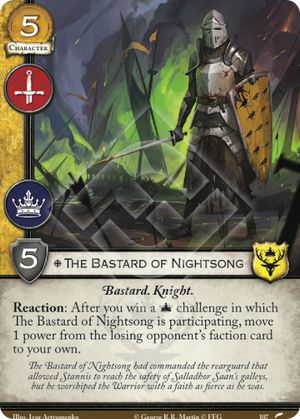 5
Character
5
The Bastard of Nightsong
Bastard. Knight.
Reaction: After you win a challenge in which
The Bastard of Nightsong is participating, move
1 power from the losing opponent's faction card
to your own.
The Bastard of Nightsong had commanded the rearguard that
allowed Stannis to reach the safety of Salladhor Saan's galleys,
but he worshiped the Warrior with a faith as fierce as he was.
Illus. Igor Artyomenko © George R.R. Martin © FFG 107